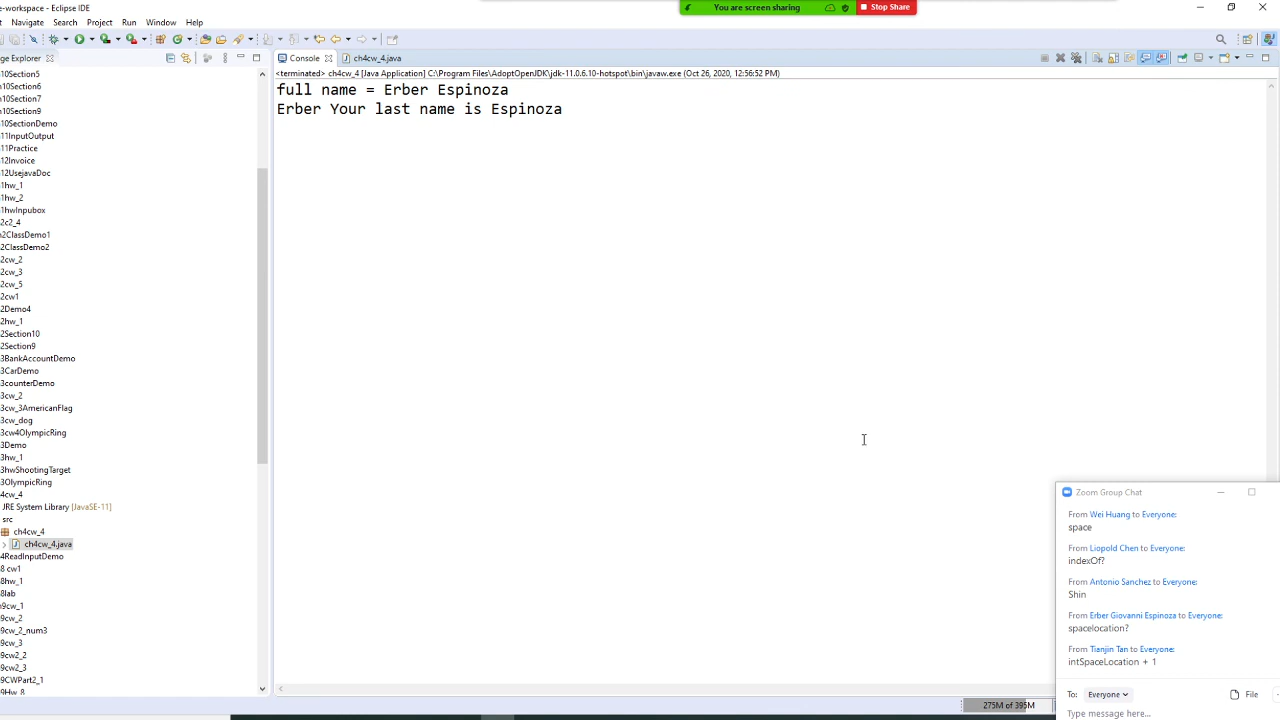 e-workspace - Eclipse IDE
You are screen sharing
Stop Share
Navigate Search Project Run Window Help
ge Explorer
Console
ch4cw_4.java
<terminated> ch4cw_4 [Java Application] C:\Program Files\AdoptOpenJDK\jdk-11.0.6.10-hotspot\bin\javaw.exe (Oct 26, 2020, 12:56:52 PM)
full name = Erber Espinoza
Erber Your last name is Espinoza
10Section5
10Section6
10Section7
10Section9
10SectionDemo
11InputOutput
11Practice
12Invoice
12UsejavaDoc
1hw_1
1hw_2
1hwInpubox
2c2_4
n2ClassDemo1
2ClassDemo2
2cw_2
2cw_3
2cw_5
2cw1
2Demo4
2hw_1
2Section10
2Section9
3BankAccountDemo
3CarDemo
3counterDemo
3cw_2
3cw_3AmericanFlag
3cw_dog
3cw4OlympicRing
3Demo
3hw_1
3hwShootingTarget
3OlympicRing
4cw_4
JRE System Library [JavaSE-11]
src
ch4cw_4
ch4cw_4.java
4ReadInputDemo
8 cw1
8hw_1
8lab
9cw_1
9cw_2
9cw_2_num3
9cw_3
9cw2_2
9cw2_3
9CWPart2_1
9Hw_8
Zoom Group Chat
From Wei Huang to Everyone:
space
From Liopold Chen to Everyone:
indexOf?
From Antonio Sanchez to Everyone:
Shin
From Erber Giovanni Espinoza to Everyone:
spacelocation?
From Tianjin Tan to Everyone:
intSpaceLocation + 1
To: Everyone
File
Type message here...
275M of 395M